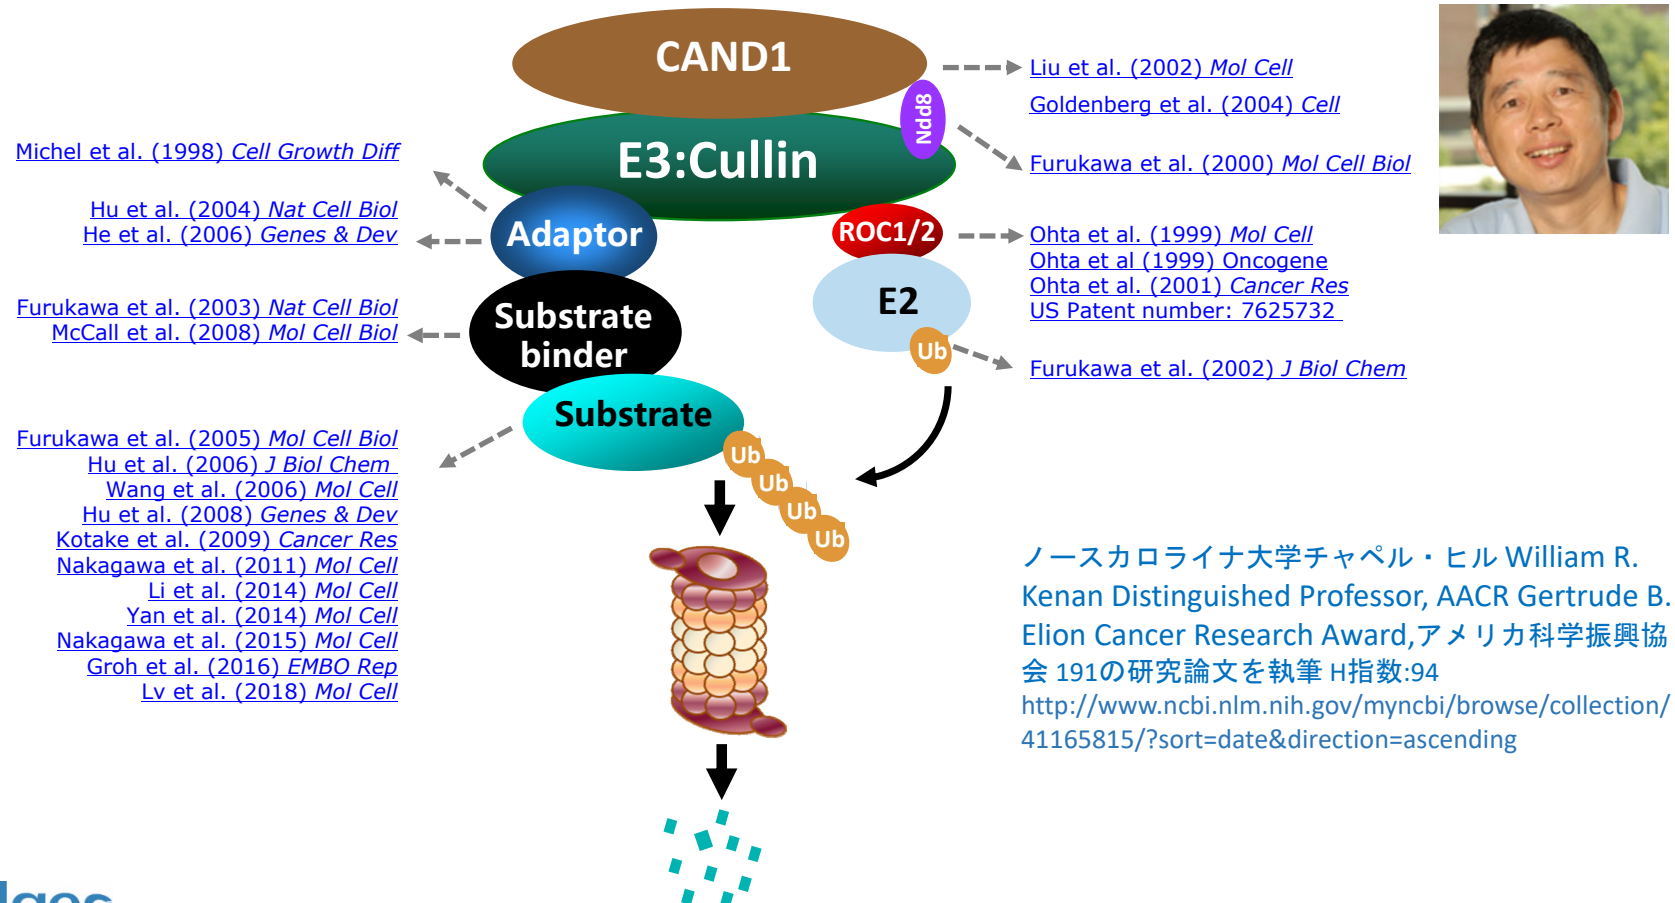 CAND1
Ndd8
E3:Cullin
Adaptor
ROC1/2
Substrate
binder
E2
Ub
Substrate
Ub
Ub
Ub
Ub
Michel et al. (1998) Cell Growth Diff
Hu et al. (2004) Nat Cell Biol
He et al. (2006) Genes & Dev
Furukawa et al. (2003) Nat Cell Biol
McCall et al. (2008) Mol Cell Biol
Furukawa et al. (2005) Mol Cell Biol
Hu et al. (2006) J Biol Chem
Wang et al. (2006) Mol Cell
Hu et al. (2008) Genes & Dev
Kotake et al. (2009) Cancer Res
Nakagawa et al. (2011) Mol Cell
Li et al. (2014) Mol Cell
Yan et al. (2014) Mol Cell
Nakagawa et al. (2015) Mol Cell
Groh et al. (2016) EMBO Rep
Lv et al. (2018) Mol Cell
Liu et al. (2002) Mol Cell
Goldenberg et al. (2004) Cell
Furukawa et al. (2000) Mol Cell Biol
Ohta et al. (1999) Mol Cell
Ohta et al (1999) Oncogene
Ohta et al. (2001) Cancer Res
US Patent number: 7625732
Furukawa et al. (2002) J Biol Chem
ノースカロライナ大学チャペル・ヒル William R.
Kenan Distinguished Professor, AACR Gertrude B.
Elion Cancer Research Award,アメリカ科学振興協
会 191の研究論文を執筆 H指数:94
http://www.ncbi.nlm.nih.gov/myncbi/browse/collection/
41165815/?sort=date&direction=ascending